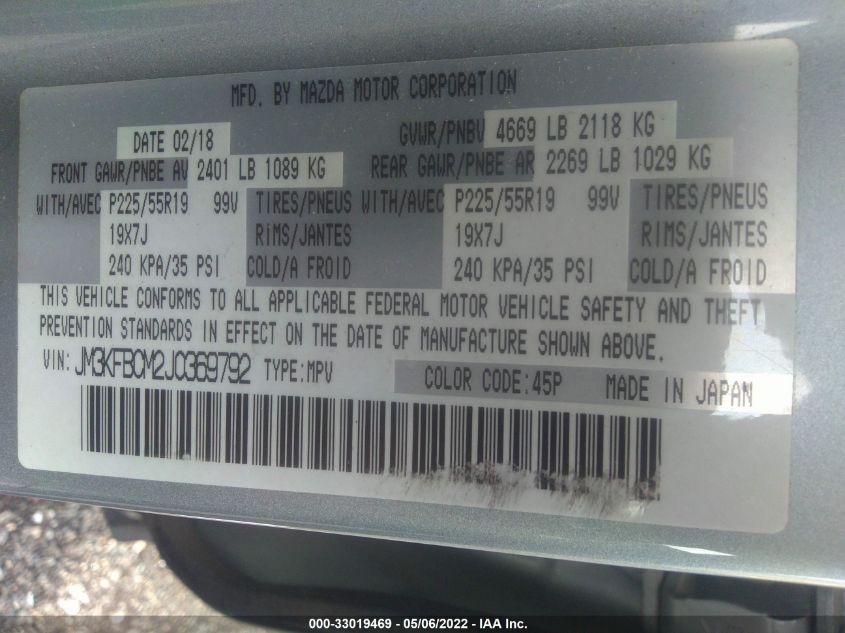 MFD. BY MAZDA MOTOR CORPORATION
DATE 02/18 GVWR/PNBV 4669 LB 2118 KG
FRONT GAWR/PNBE AV 2401 LB 1089 KG REAR GAWR/PNBE AR 2269 LB 1029 KG
WITH/AVEC P225/55R19 99V TIRES/PNEUS WITH/AVEC P225/55R19 99V TIRES/PNEUS
19X7J RIMS/JANTES 19X7J RIMS/JANTES
240 KPA/35 PSI COLD/A FROID 240 KPA/35 PSI COLD/A FROID
THIS VEHICLE CONFORMS TO ALL APPLICABLE FEDERAL MOTOR VEHICLE SAFETY AND THEFT
PREVENTION STANDARDS IN EFFECT ON THE DATE OF MANUFACTURE SHOWN ABOVE.
VIN: JM3KFBCM2J0369792 TYPE:MPV COLOR CODE:45P MADE IN JAPAN
000-33019469 - 05/06/2022 - IAA Inc.